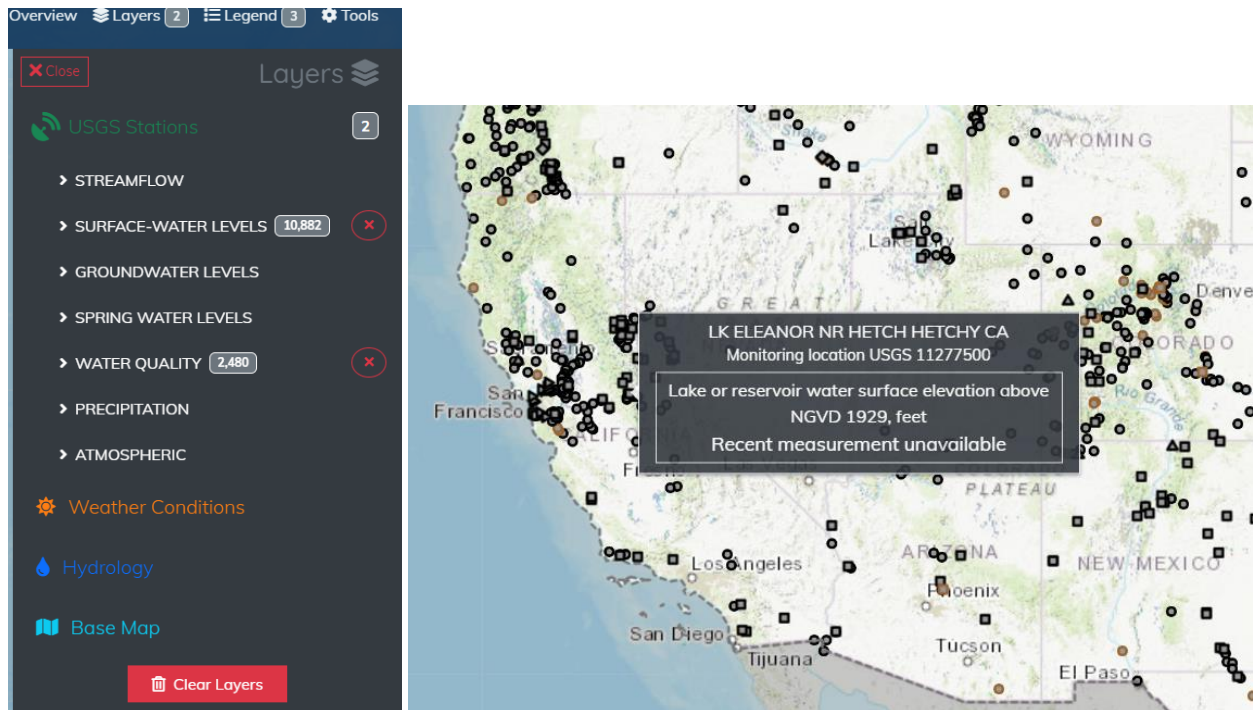 Overview Layers 2 Legend 3 Tools
Close
Layers
USGS Stations 2
STREAMFLOW
SURFACE-WATER LEVELS 10,882
GROUNDWATER LEVELS
SPRING WATER LEVELS
WATER QUALITY 2,480
PRECIPITATION
ATMOSPHERIC
Weather Conditions
Hydrology
Base Map
Clear Layers
Snake
WYOMING
GREAT
San
Francisco
LK ELEANOR NR HETCH HETCHY CA
Monitoring location USGS 11277500
Lake or reservoir water surface elevation above
NGVD 1929, feet
Recent measurement unavailable
Rio Grande
PLATEAU
Los Angeles
ARIZONA
NEW MEXICO
Phoenix
San Diego
Tijuana
Tucson
El Paso